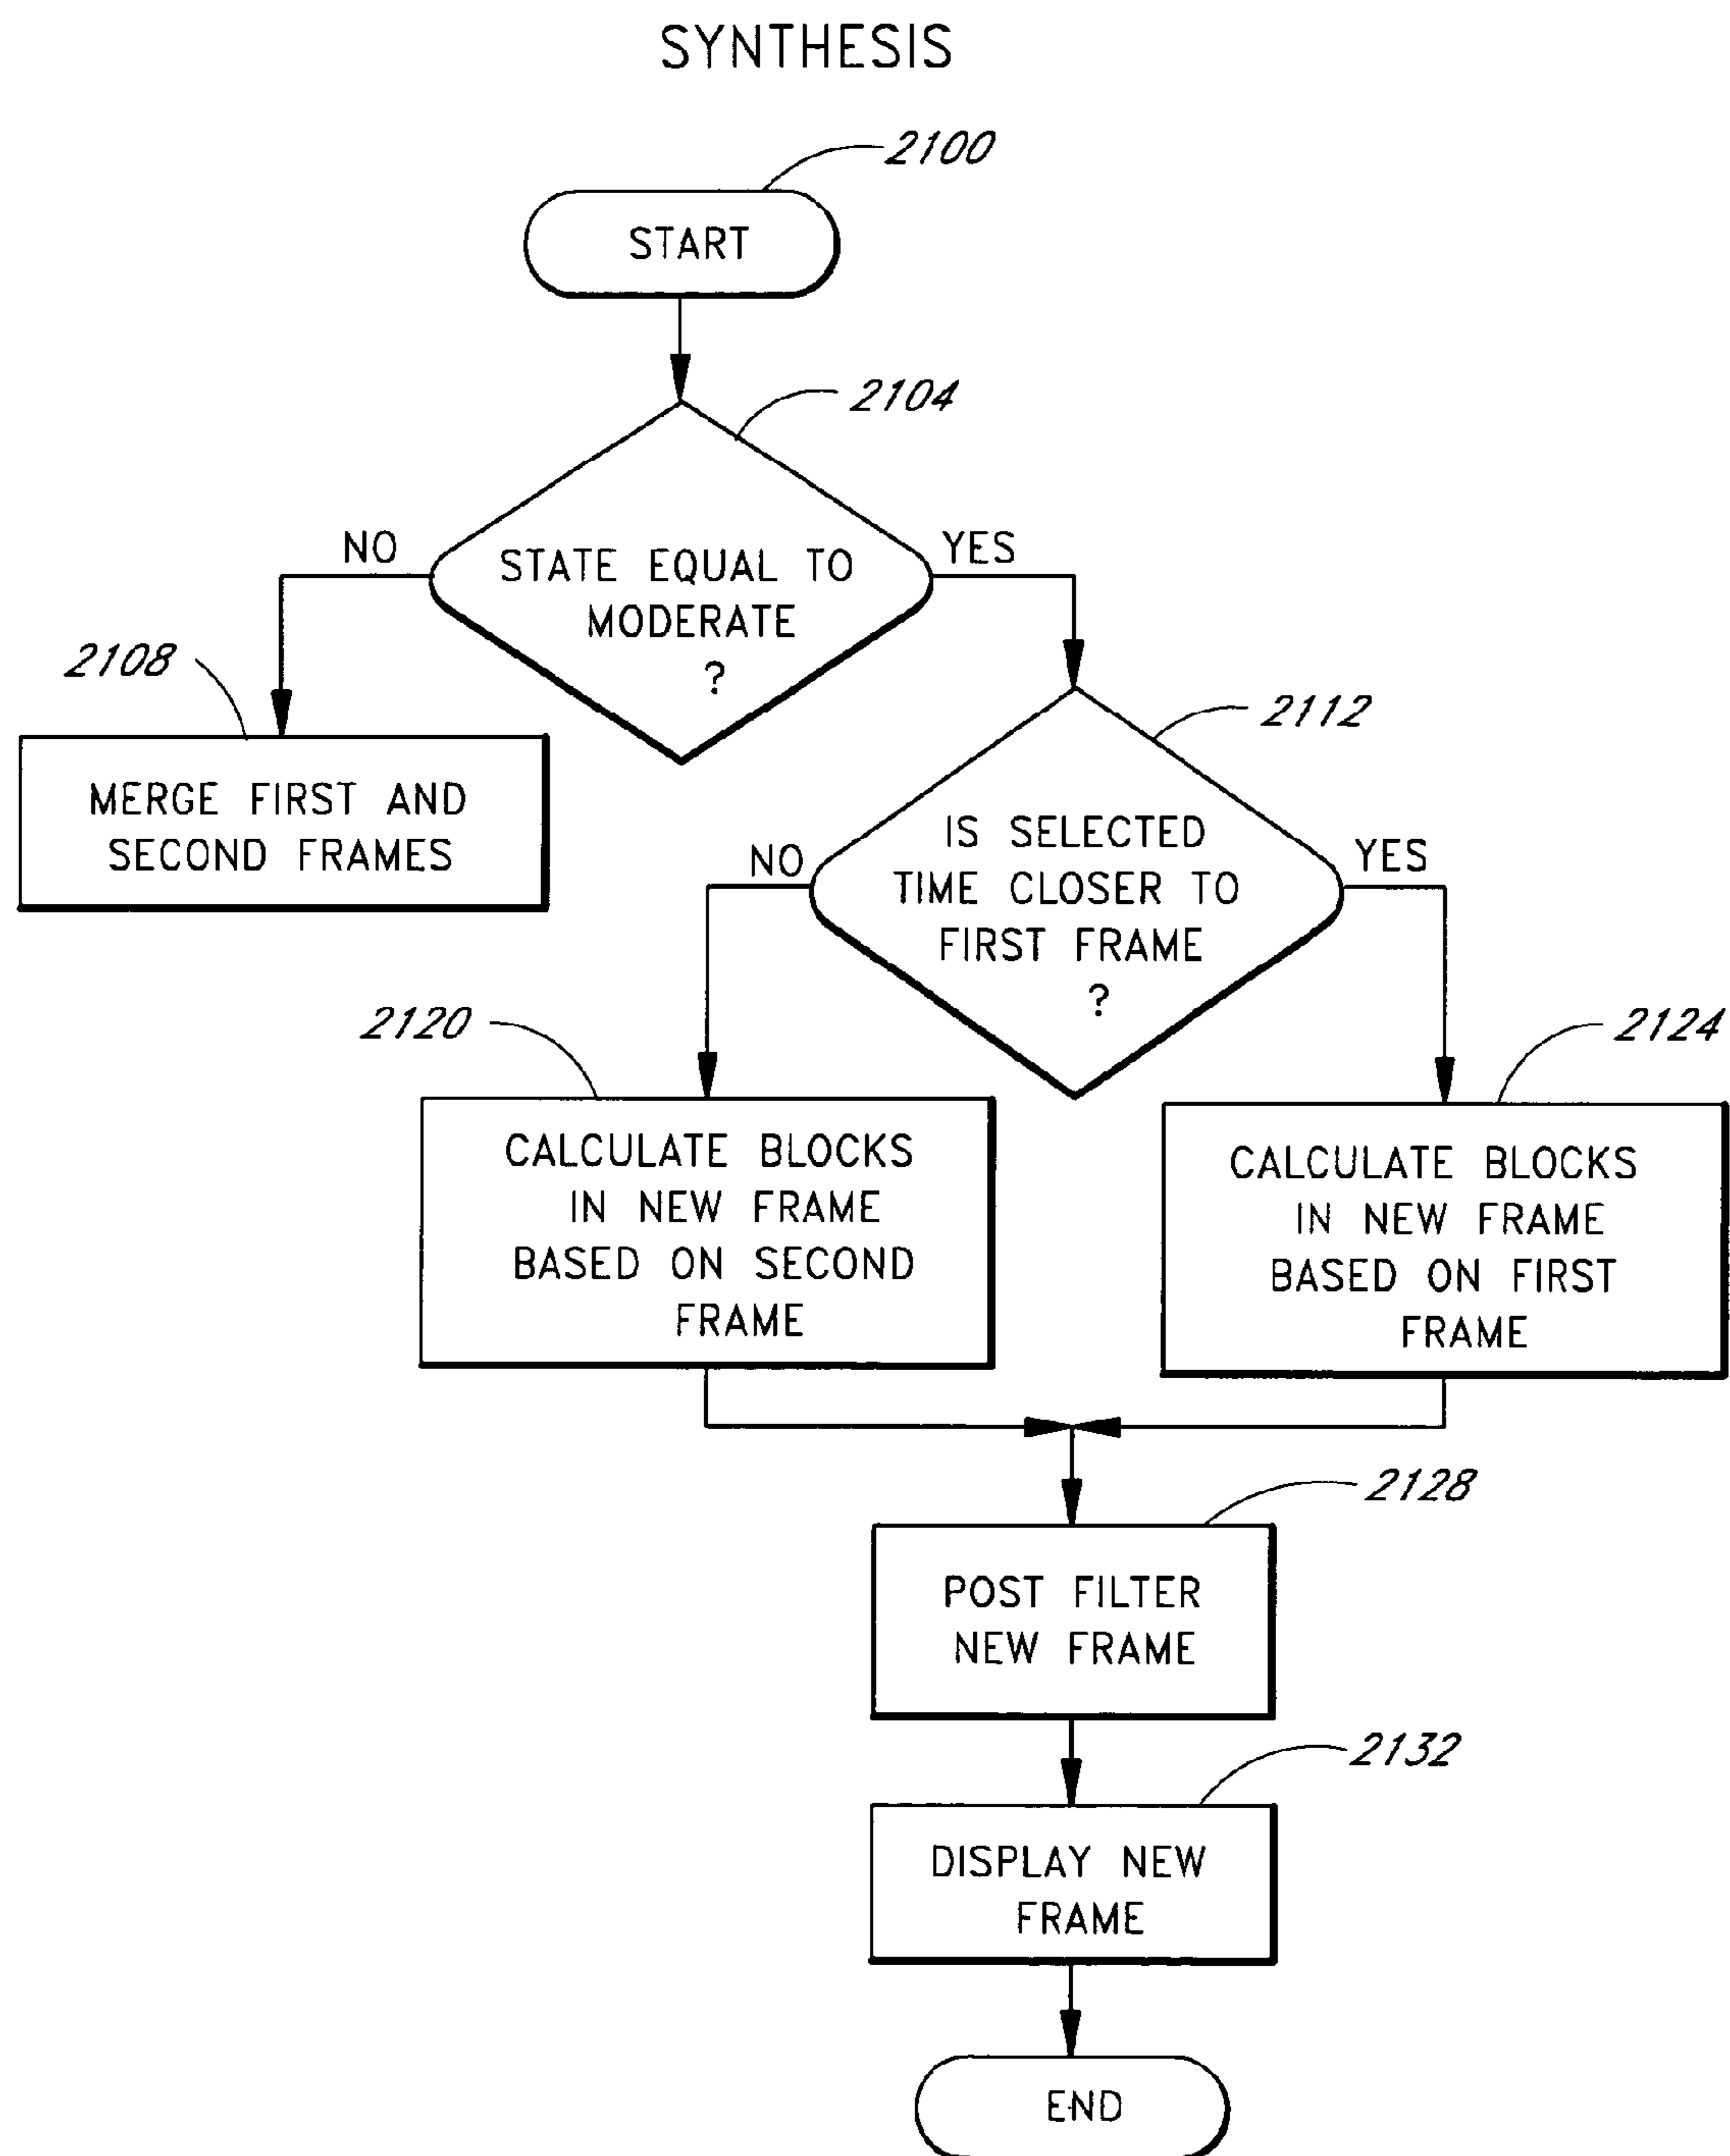 SYNTHESIS
2100
START
2104
NO
YES
STATE EQUAL TO
MODERATE
?
2108
MERGE FIRST AND
SECOND FRAMES
2112
NO
YES
IS SELECTED
TIME CLOSER TO
FIRST FRAME
?
2120
CALCULATE BLOCKS
IN NEW FRAME
BASED ON SECOND
FRAME
2124
CALCULATE BLOCKS
IN NEW FRAME
BASED ON FIRST
FRAME
2128
POST FILTER
NEW FRAME
2132
DISPLAY NEW
FRAME
END